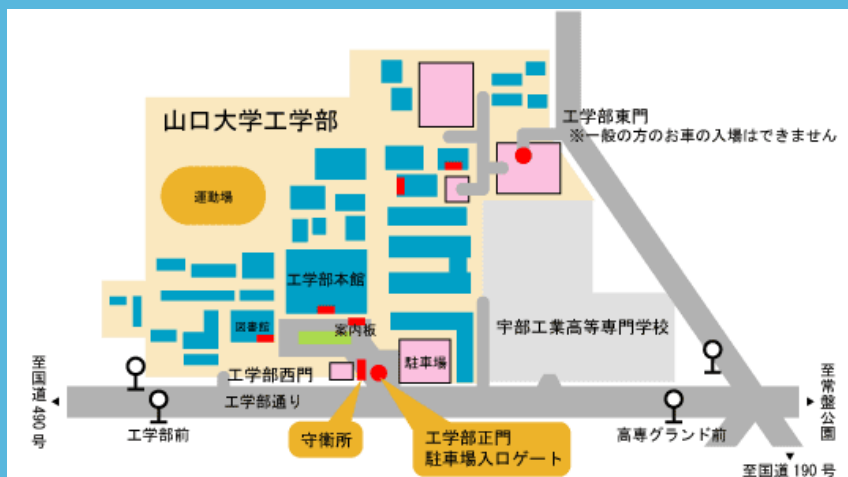 山口大学工学部
工学部東門
※一般の方のお車の入場はできません
運動場
工学部本館
図書館
案内板
宇部工業高等専門学校
駐車場
工学部西門
至国道490号
工学部通り
至常盤公園
工学部前
守衛所
工学部正門
駐車場入口ゲート
高専グランド前
至国道190号